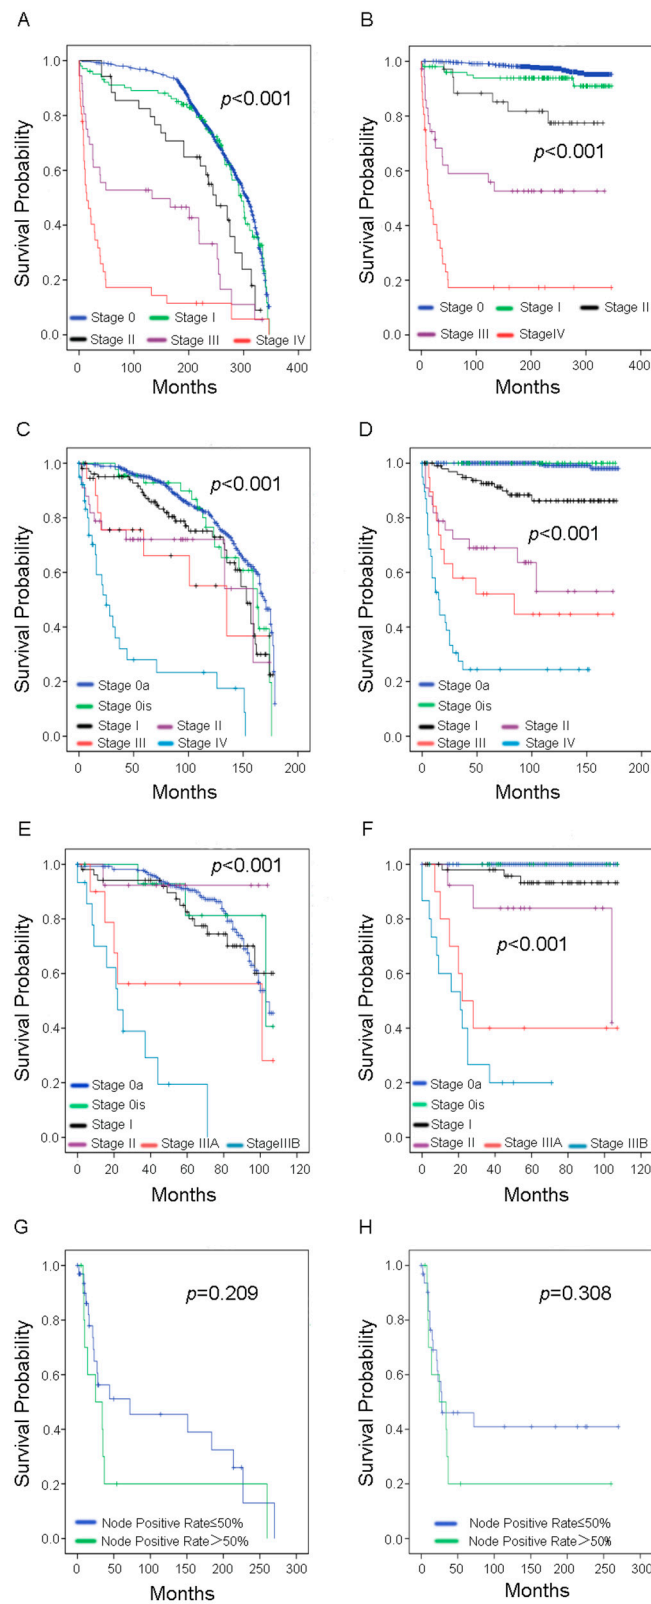 A
Survival Probability
1.0
0.8
0.6
0.4
0.2
0.0
p<0.001
Stage 0 Stage I
Stage II Stage III Stage IV
0 100 200 300 400
Months
B
Survival Probability
1.0
0.8
0.6
0.4
0.2
0.0
p<0.001
Stage 0 Stage I Stage II
Stage III StageIV
0 100 200 300 400
Months
C
Survival Probability
1.0
0.8
0.6
0.4
0.2
0.0
p<0.001
Stage 0a
Stage 0is
Stage I Stage II
Stage III Stage IV
0 50 100 150 200
Months
D
Survival Probability
1.0
0.8
0.6
0.4
0.2
0.0
p<0.001
Stage 0a
Stage 0is
Stage I Stage II
Stage III Stage IV
0 50 100 150 200
Months
E
Survival Probability
1.0
0.8
0.6
0.4
0.2
0.0
p<0.001
Stage 0a
Stage 0is
Stage I
Stage II Stage IIIA StageIIIB
0 20 40 60 80 100 120
Months
F
Survival Probability
1.0
0.8
0.6
0.4
0.2
0.0
p<0.001
Stage 0a
Stage 0is
Stage I
Stage II Stage IIIA Stage IIIB
0 20 40 60 80 100 120
Months
G
Survival Probability
1.0
0.8
0.6
0.4
0.2
0.0
p=0.209
Node Positive Rate≤50%
Node Positive Rate＞50%
0 50 100 150 200 250 300
Months
H
Survival Probability
1.0
0.8
0.6
0.4
0.2
0.0
p=0.308
Node Positive Rate≤50%
Node Positive Rate＞50%
0 50 100 150 200 250 300
Months